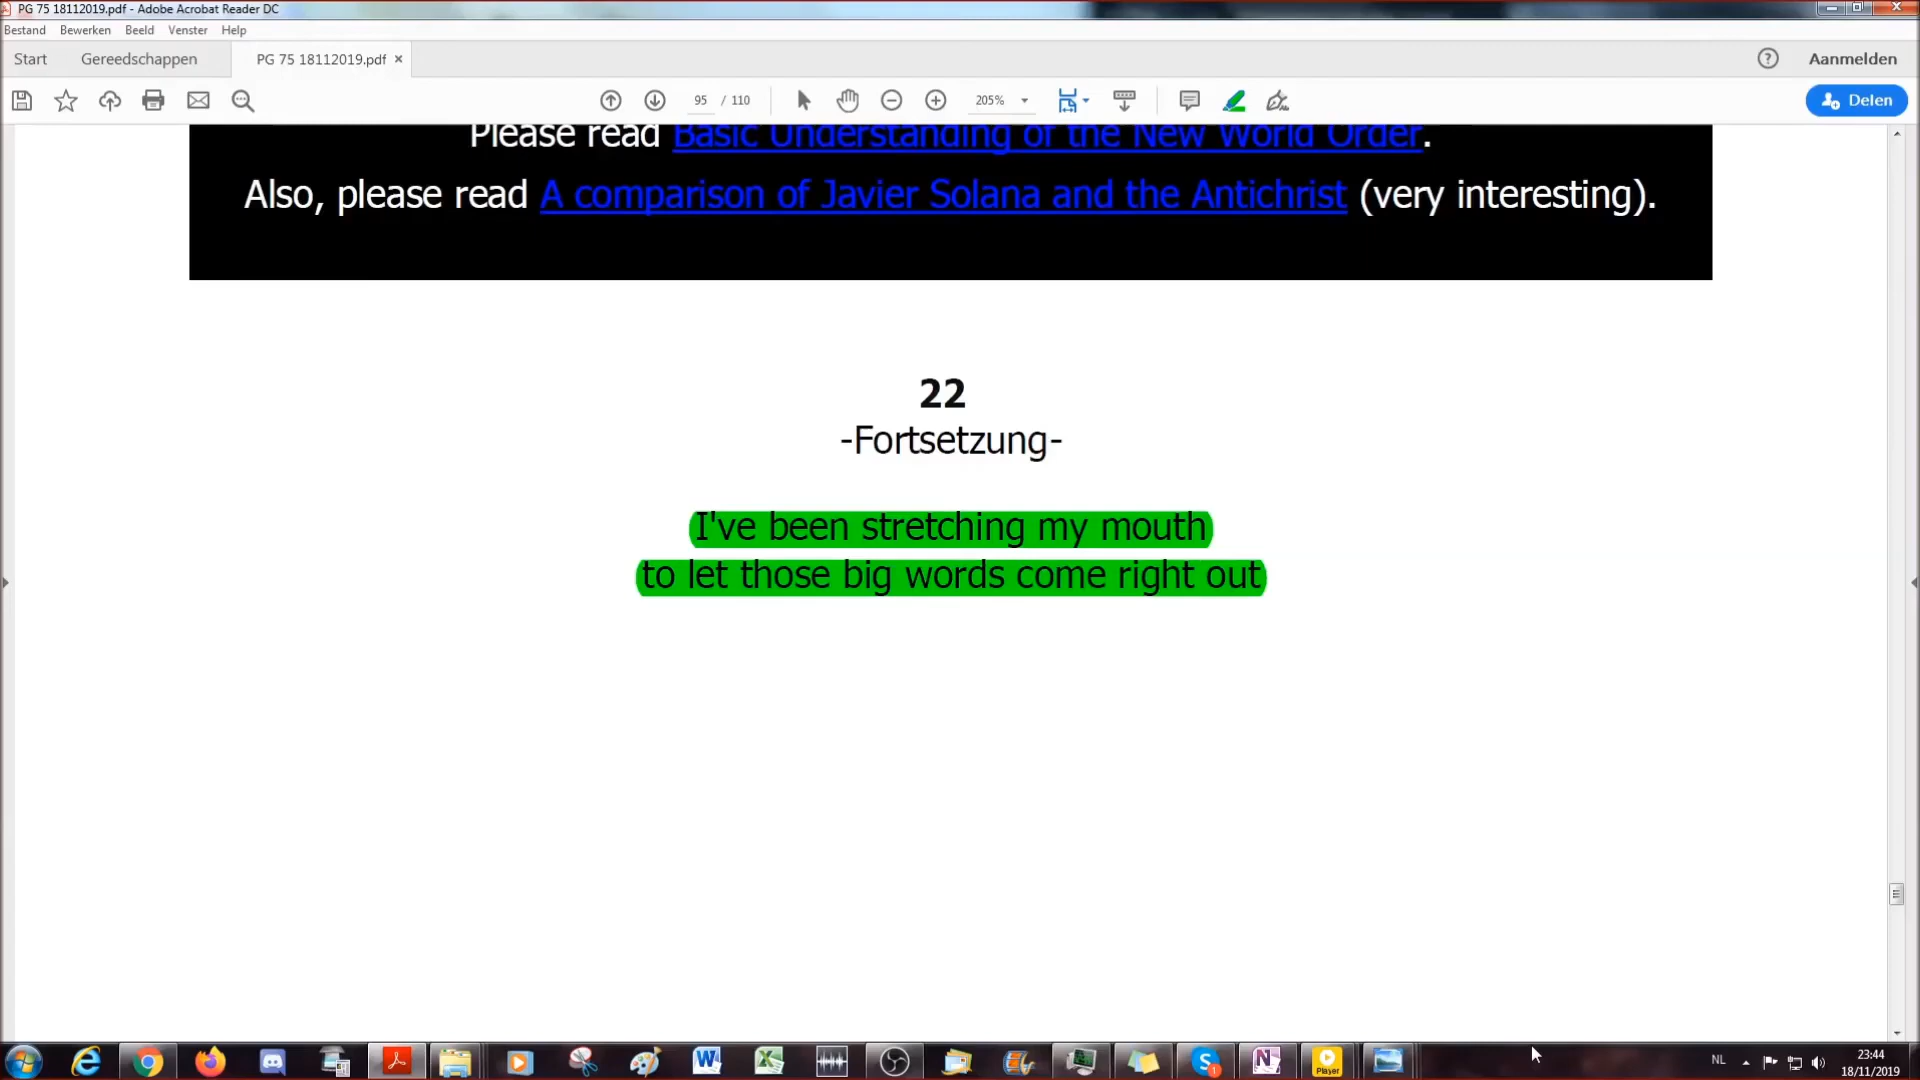 PG 75 18112019.pdf - Adobe Acrobat Reader DC
Bestand Bewerken Beeld Venster Help
Start Gereedschappen PG 75 18112019.pdf × Aanmelden
95 / 110 205% Delen
Please read Basic Understanding of the New World Order.
Also, please read A comparison of Javier Solana and the Antichrist (very interesting).
22
-Fortsetzung-
I've been stretching my mouth
to let those big words come right out
NL 23:44
18/11/2019
Player